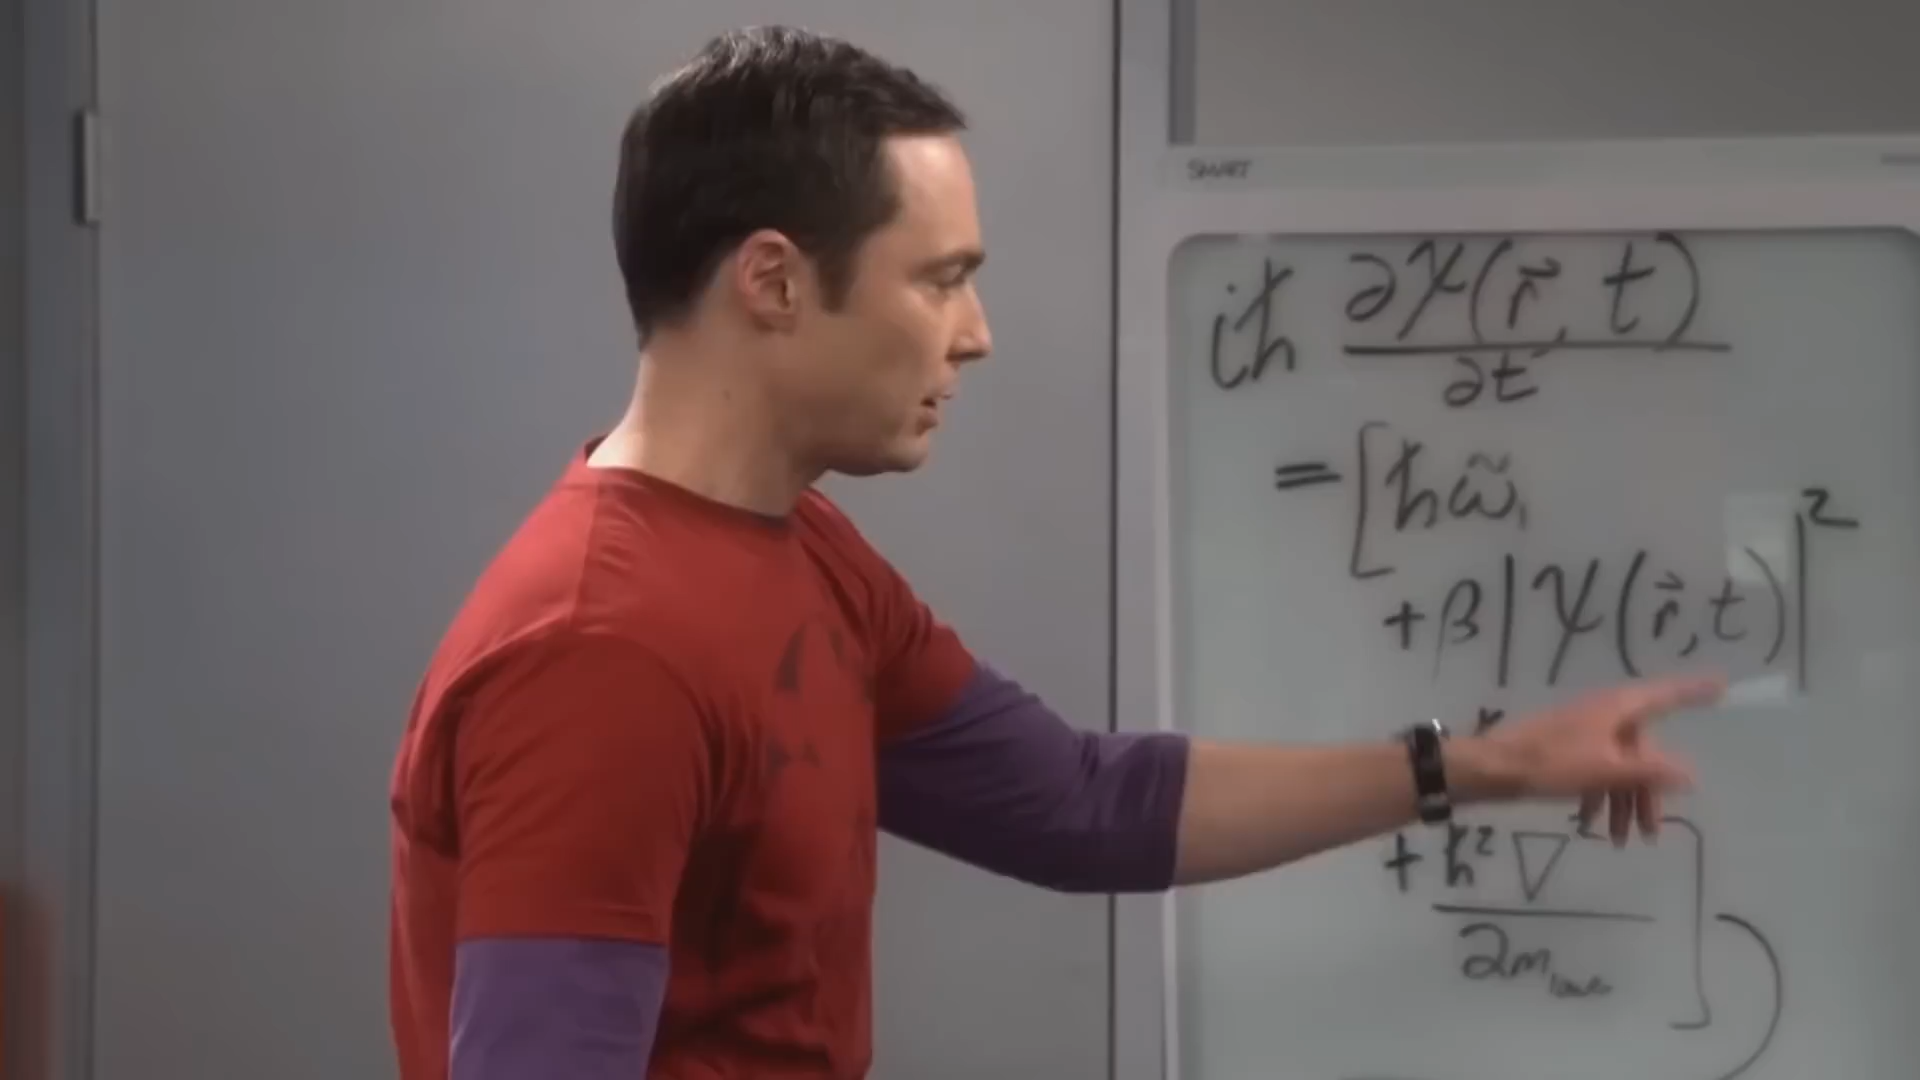 SMART
iħ ∂ψ(r⃗, t)
∂t
= [ħω̃₁
+ β|ψ(r⃗, t)|²
+ ħ² ∇²
2m
]